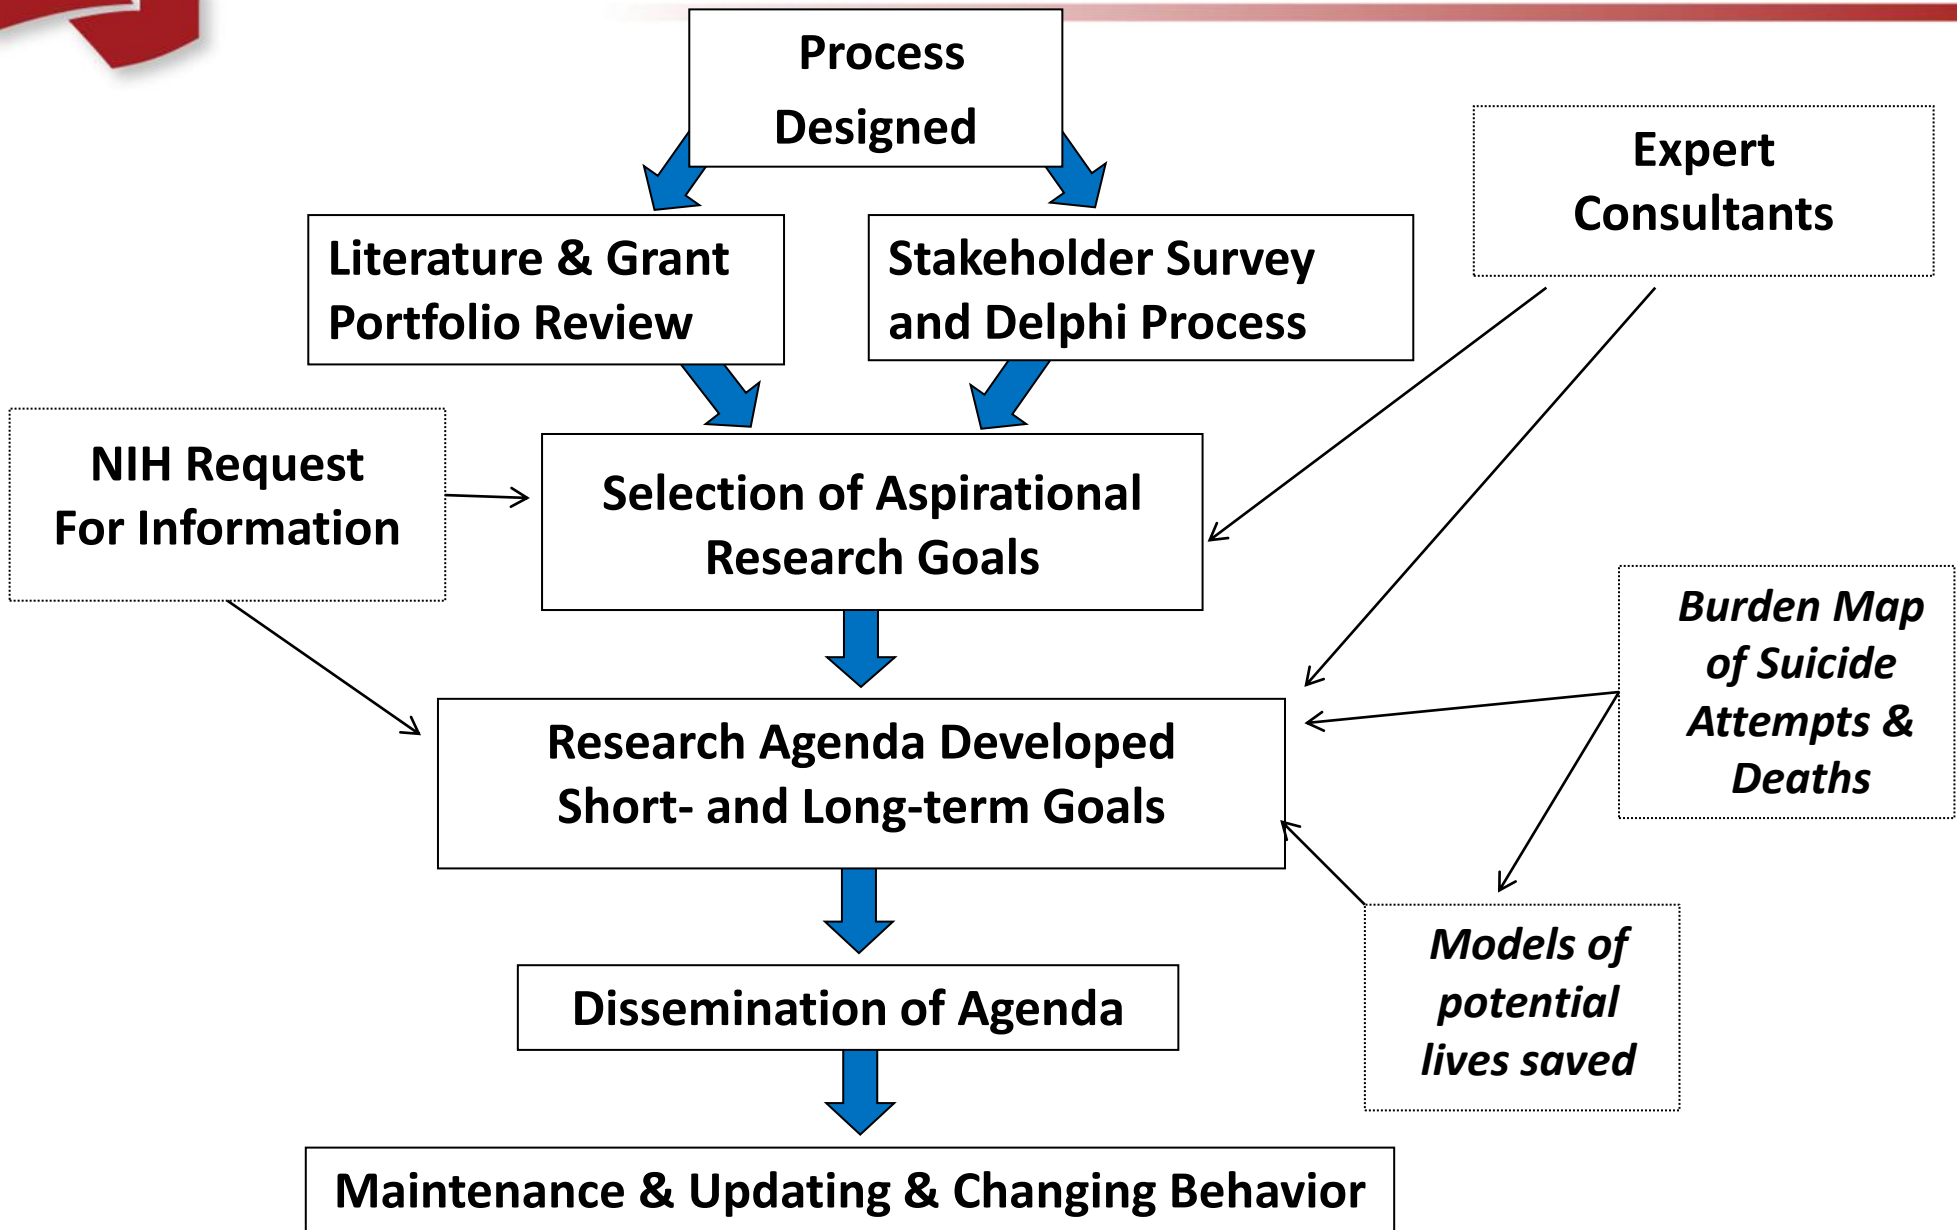 Process
Designed
Expert
Consultants
Literature & Grant
Portfolio Review
Stakeholder Survey
and Delphi Process
NIH Request
For Information
Selection of Aspirational
Research Goals
Burden Map
of Suicide
Attempts &
Deaths
Research Agenda Developed
Short- and Long-term Goals
Models of
potential
lives saved
Dissemination of Agenda
Maintenance & Updating & Changing Behavior